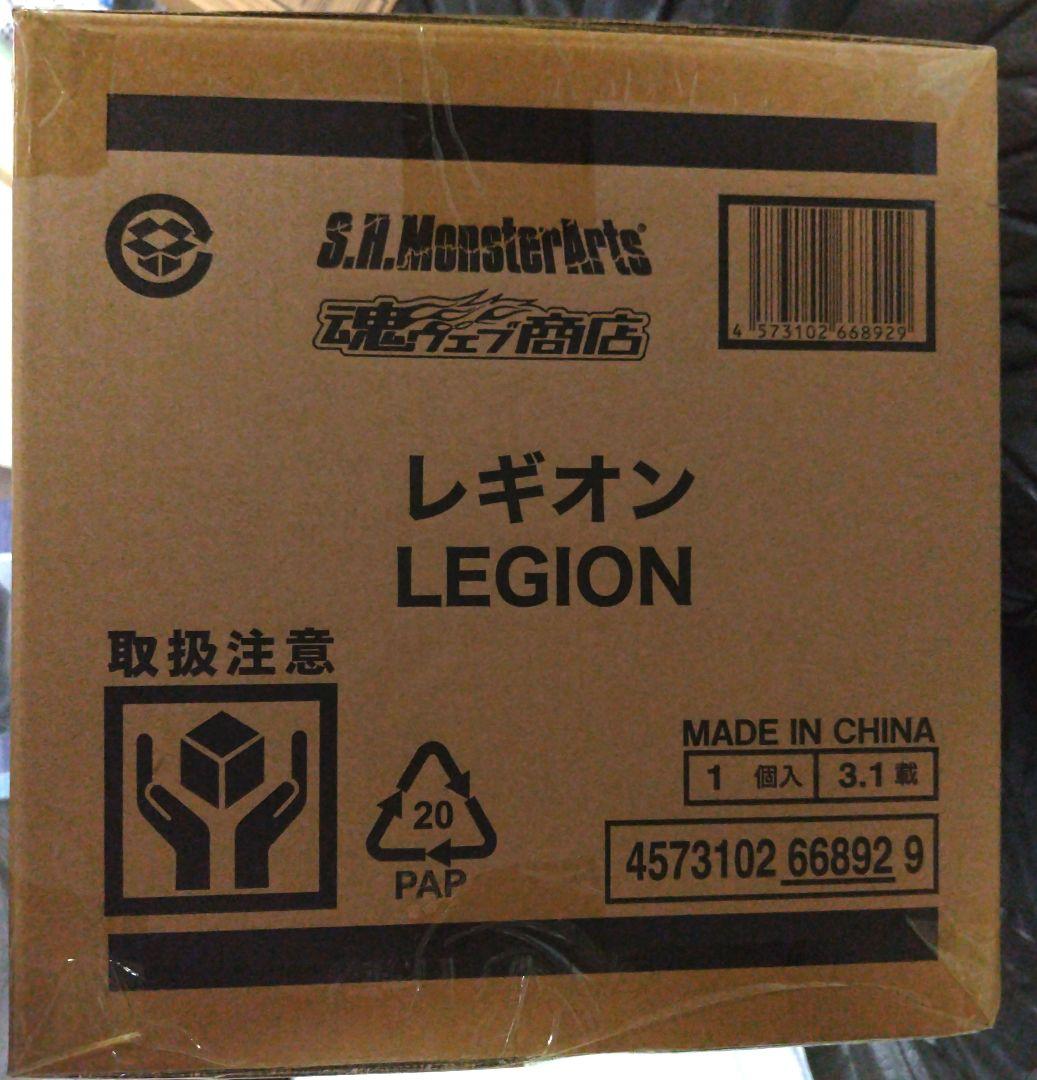 S.H.MonsterArts
魂ウェブ商店
4 573102 668929
レギオン
LEGION
取扱注意
MADE IN CHINA
1 個入 3.1 載
20
PAP
4573102 66892 9